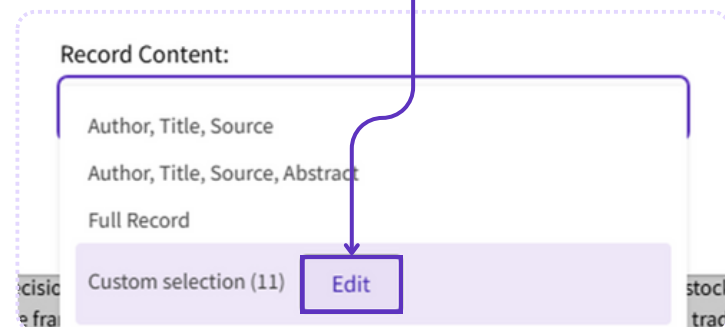 Record Content:
Author, Title, Source
Author, Title, Source, Abstract
Full Record
Custom selection (11) Edit